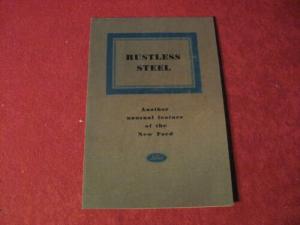 RUSTLESS
STEEL
Another
unusual feature
of the
New Ford
Ford